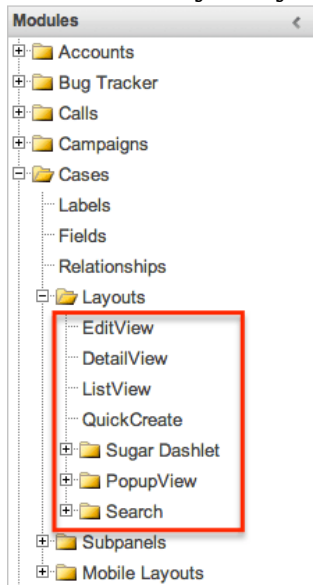 Modules
Accounts
Bug Tracker
Calls
Campaigns
Cases
Labels
Fields
Relationships
Layouts
EditView
DetailView
ListView
QuickCreate
Sugar Dashlet
PopupView
Search
Subpanels
Mobile Layouts